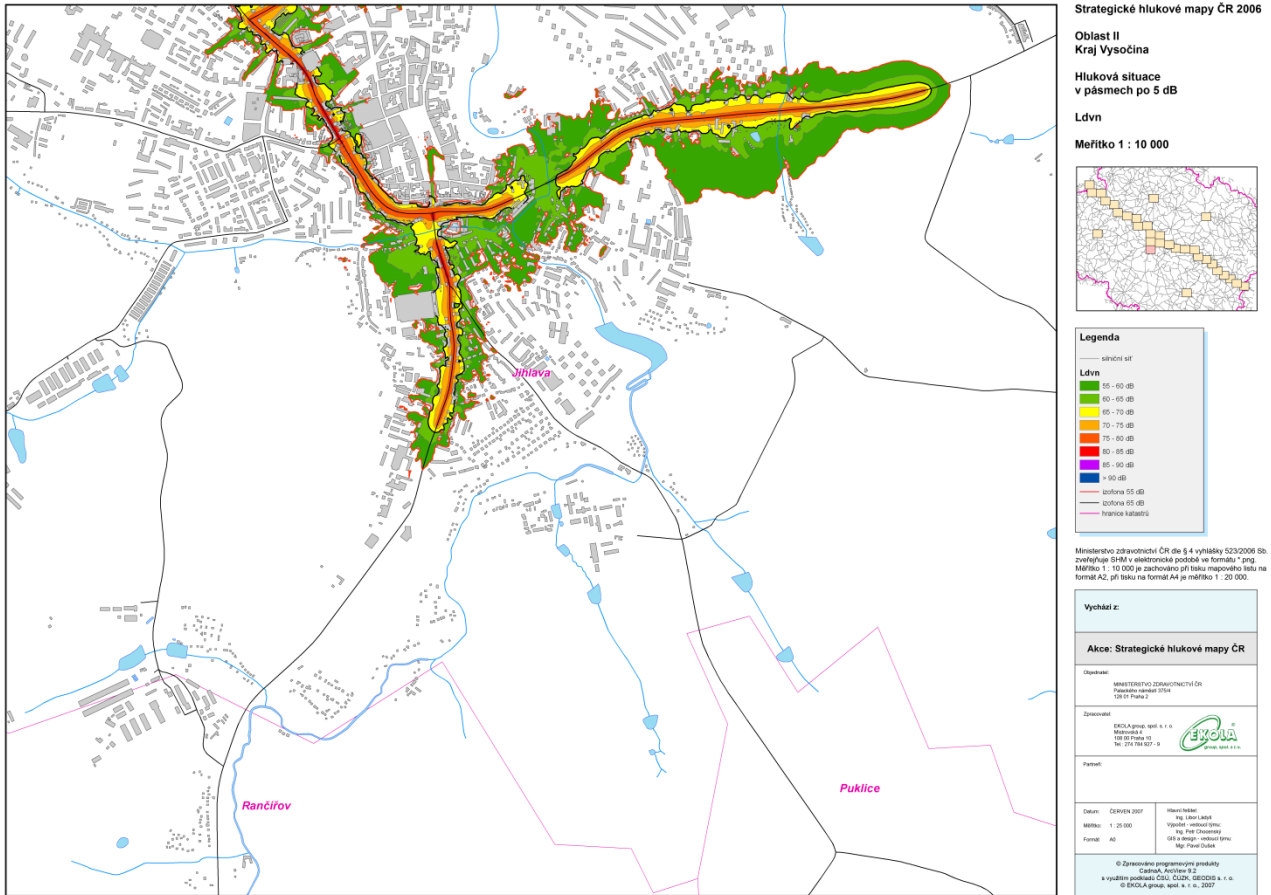 Strategické hlukové mapy ČR 2006
Oblast II
Kraj Vysočina
Hluková situace
v pásmech po 5 dB
Ldvn
Meřítko 1 : 10 000
Legenda
silniční síť
Ldvn
55 - 60 dB
60 - 65 dB
65 - 70 dB
70 - 75 dB
75 - 80 dB
80 - 85 dB
85 - 90 dB
> 90 dB
izofona 55 dB
izofona 65 dB
hranice katastrů
Jihlava
Rančířov
Puklice
Ministerstvo zdravotnictví ČR dle § 4 vyhlášky 523/2006 Sb.
zveřejňuje SHM v elektronické podobě ve formátu *.png.
Měřítko 1 : 10 000 je zachováno při tisku mapového listu na
formát A2, při tisku na formát A4 je měřítko 1 : 20 000.
Vychází z:
Akce: Strategické hlukové mapy ČR
Objednatel:
MINISTERSTVO ZDRAVOTNICTVÍ ČR
Palackého náměstí 375/4
128 01 Praha 2
Zpracovatel:
EKOLA group, spol. s r. o.
Mistrovská 4
108 00 Praha 10
Tel.: 274 784 927 - 9
EKOLA
group, spol. s r.o.
Partneři:
Datum: ČERVEN 2007
Měřítko: 1 : 25 000
Formát: A0
Hlavní řešitel:
Ing. Libor Ládyš
Výpočet - vedoucí týmu:
Ing. Petr Chocenský
GIS a design - vedoucí týmu:
Mgr. Pavel Dušek
© Zpracováno programovými produkty
CadnaA, ArcView 9.2
s využitím podkladů ČSÚ, ČÚZK, GEODIS s. r. o.
© EKOLA group, spol. s r. o., 2007